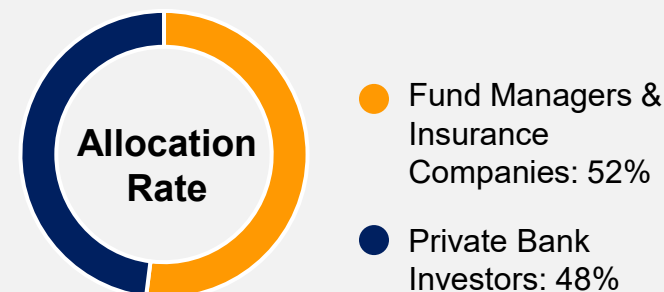 Allocation
Rate
Fund Managers &
Insurance
Companies: 52%
Private Bank
Investors: 48%